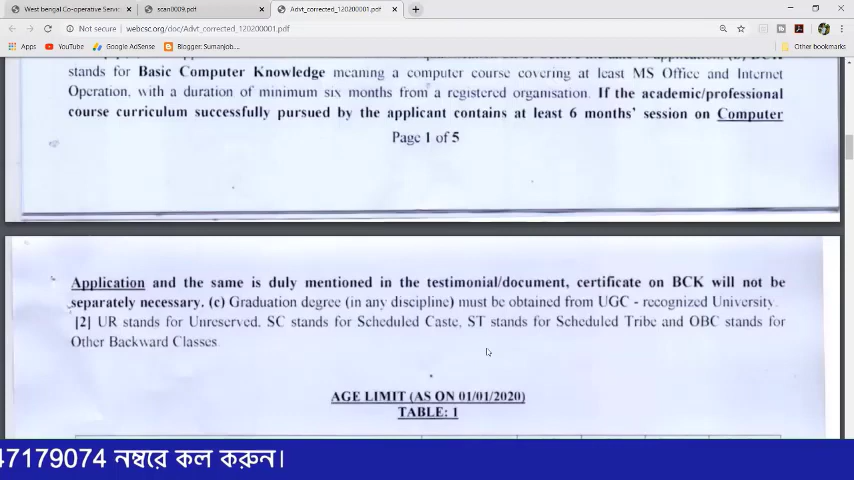 West bengal Co-operative Servi
scan0009.pdf
Advt_corrected_120200001.pdf
Not secure | webcsc.org/doc/Advt_corrected_120200001.pdf
Apps YouTube Google AdSense Blogger: Sumanjob.... Other bookmarks
stands for Basic Computer Knowledge meaning a computer course covering at least MS Office and Internet
Operation, with a duration of minimum six months from a registered organisation. If the academic/professional
course curriculum successfully pursued by the applicant contains at least 6 months' session on Computer
Page 1 of 5
Application and the same is duly mentioned in the testimonial/document, certificate on BCK will not be
separately necessary. (c) Graduation degree (in any discipline) must be obtained from UGC - recognized University.
[2] UR stands for Unreserved. SC stands for Scheduled Caste, ST stands for Scheduled Tribe and OBC stands for
Other Backward Classes.
AGE LIMIT (AS ON 01/01/2020)
TABLE: 1
47179074 নম্বরে কল করুন।